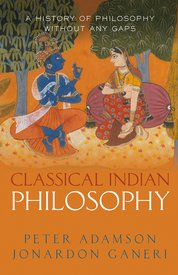 A HISTORY OF PHILOSOPHY
WITHOUT ANY GAPS
CLASSICAL INDIAN
PHILOSOPHY
PETER ADAMSON
JONARDON GANERI